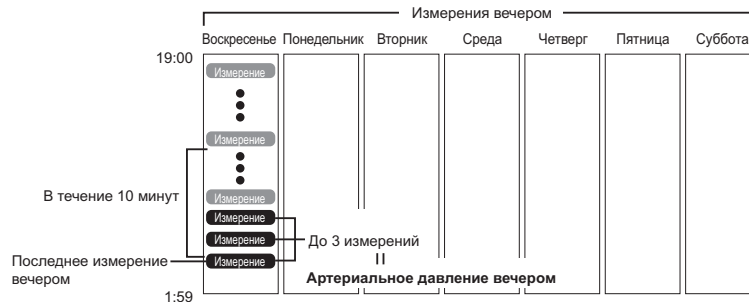 Измерения вечером
Воскресенье Понедельник Вторник Среда Четверг Пятница Суббота
19:00
Измерение
Измерение
В течение 10 минут
Измерение
Измерение
Измерение
До 3 измерений
Последнее измерение
вечером
Измерение
Артериальное давление вечером
1:59